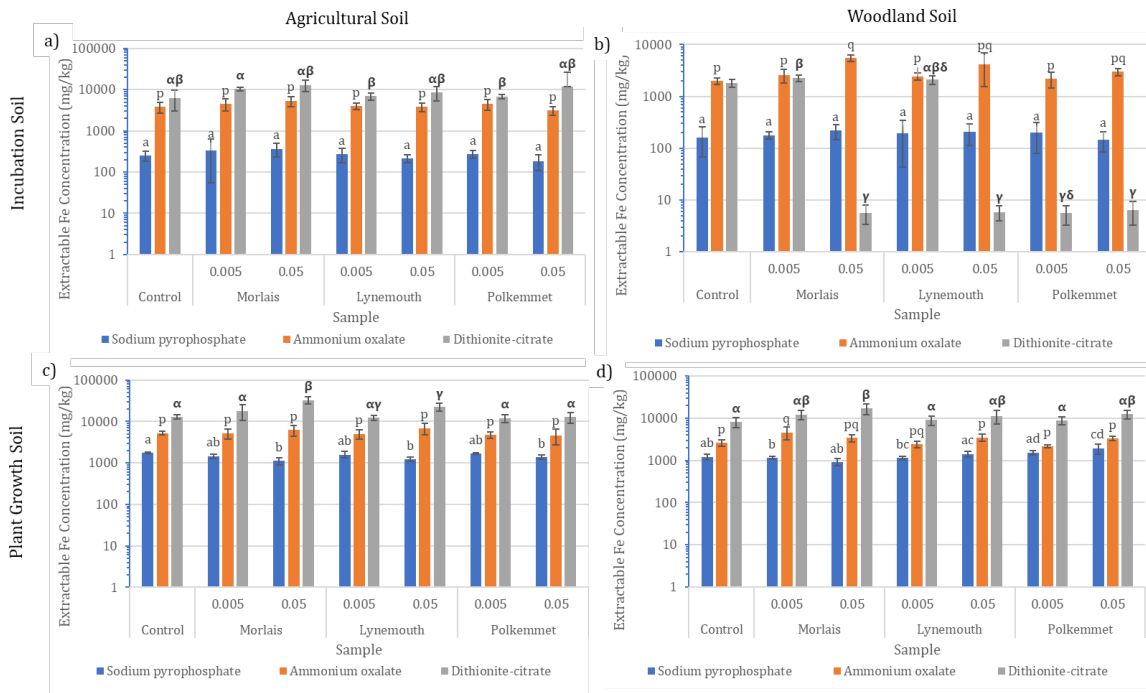 Agricultural Soil
Woodland Soil
Incubation Soil
Plant Growth Soil
a)
Extractable Fe Concentration (mg/kg)
100000
10000
1000
100
10
1
a p αβ
a p α
a p αβ
a p β
a p αβ
a p β
a p αβ
0.005 0.05 0.005 0.05 0.005 0.05
Control Morlais Lynemouth Polkemmet
Sample
Sodium pyrophosphate Ammonium oxalate Dithionite-citrate
b)
Extractable Fe Concentration (mg/kg)
10000
1000
100
10
1
a p
a p β
a q γ
a p αβδ
a pq γ
a p γδ
a p γ
0.005 0.05 0.005 0.05 0.005 0.05
Control Morlais Lynemouth Polkemmet
Sample
Sodium pyrophosphate Ammonium oxalate Dithionite-citrate
c)
Extractable Fe Concentration (mg/kg)
100000
10000
1000
100
10
1
a p α
ab p α
b p β
ab p αγ
b p γ
ab p α
b p α
0.005 0.05 0.005 0.05 0.005 0.05
Control Morlais Lynemouth Polkemmet
Sample
Sodium pyrophosphate Ammonium oxalate Dithionite-citrate
d)
Extractable Fe Concentration (mg/kg)
100000
10000
1000
100
10
1
ab p α
b q αβ
ab pq β
bc pq α
ac p αβ
ad p α
cd p αβ
0.005 0.05 0.005 0.05 0.005 0.05
Control Morlais Lynemouth Polkemmet
Sample
Sodium pyrophosphate Ammonium oxalate Dithionite-citrate